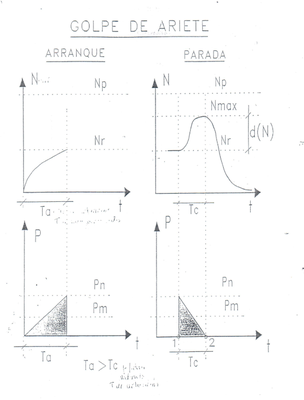 GOLPE DE ARIETE
ARRANQUE
PARADA
N
Np
Nr
Ta
t
N
Np
Nmax
Nr
d(N)
Tc
t
P
Pn
Pm
Ta
t
P
Pn
Pm
1
2
Tc
t
Ta > Tc